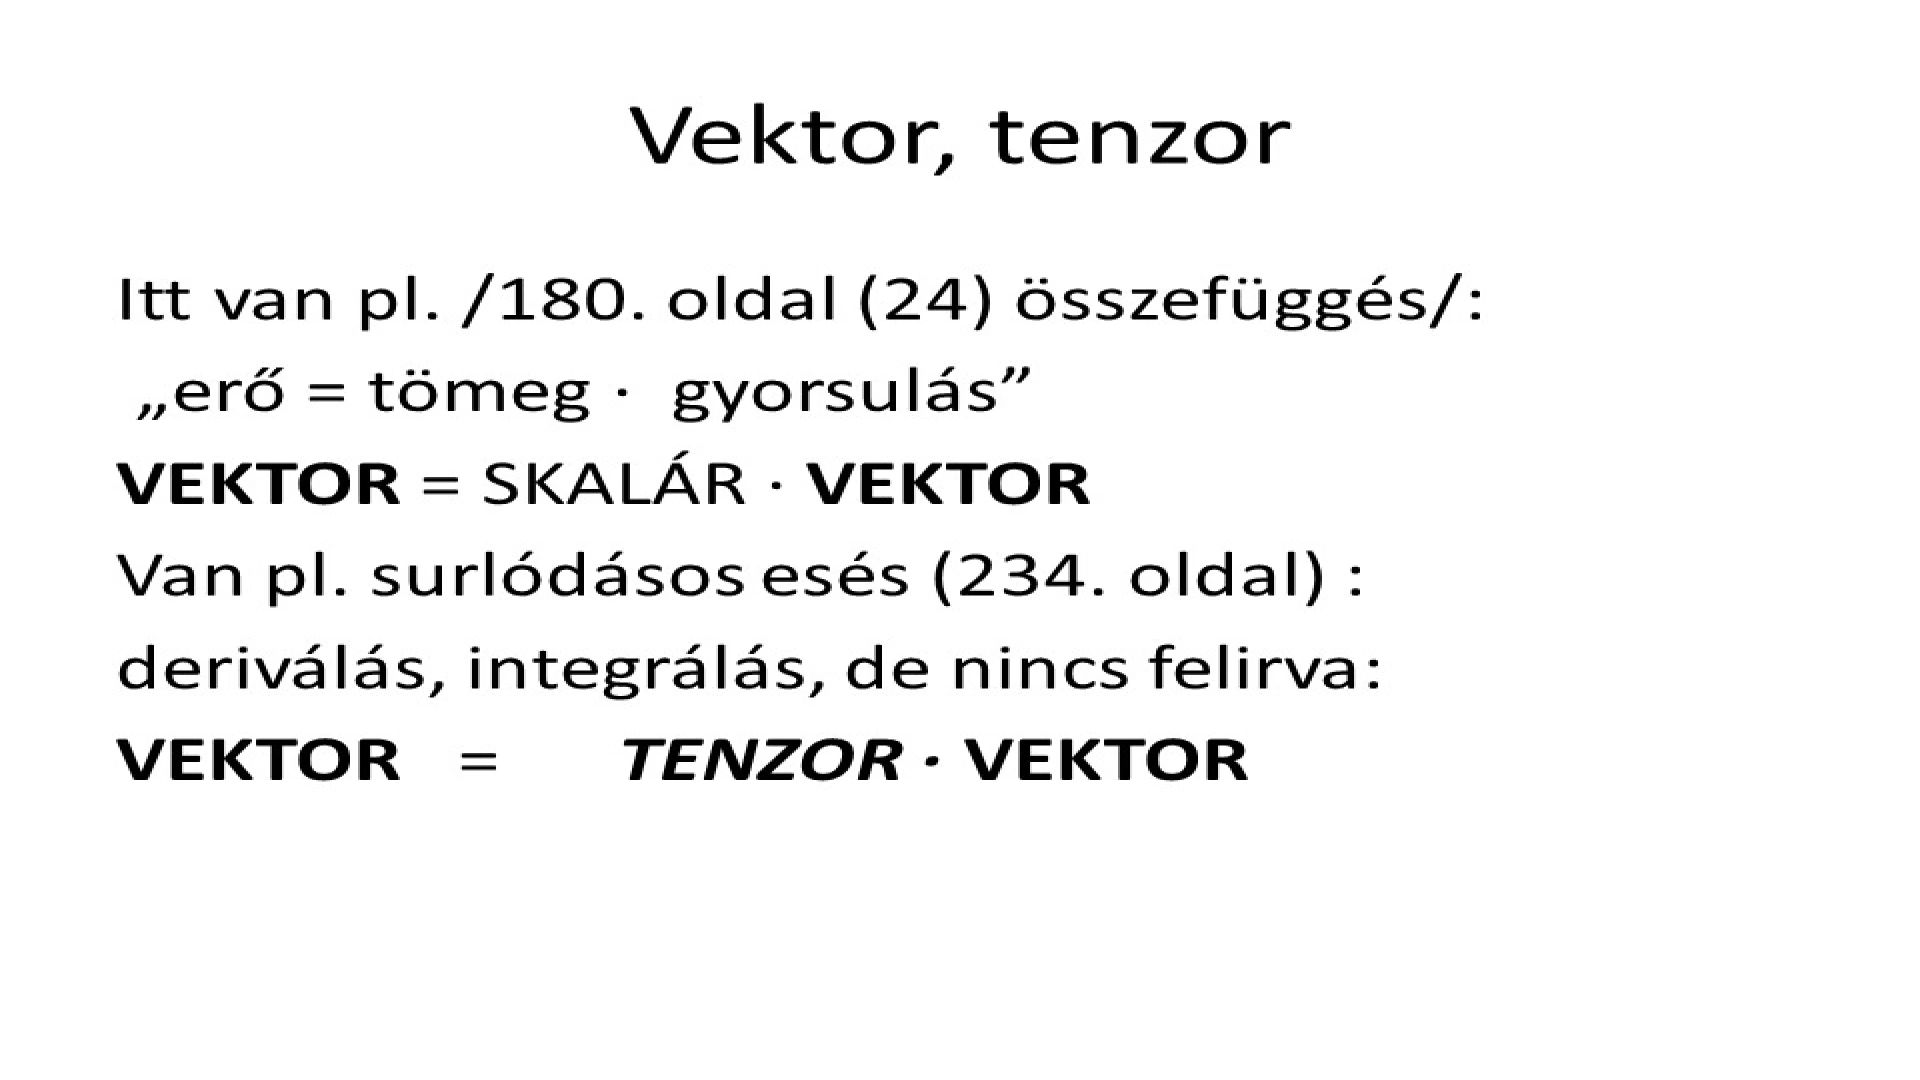 Vektor, tenzor
Itt van pl. /180. oldal (24) összefüggés/:
„erő = tömeg · gyorsulás”
VEKTOR = SKALÁR · VEKTOR
Van pl. surlódásos esés (234. oldal) :
deriválás, integrálás, de nincs felirva:
VEKTOR = TENZOR · VEKTOR